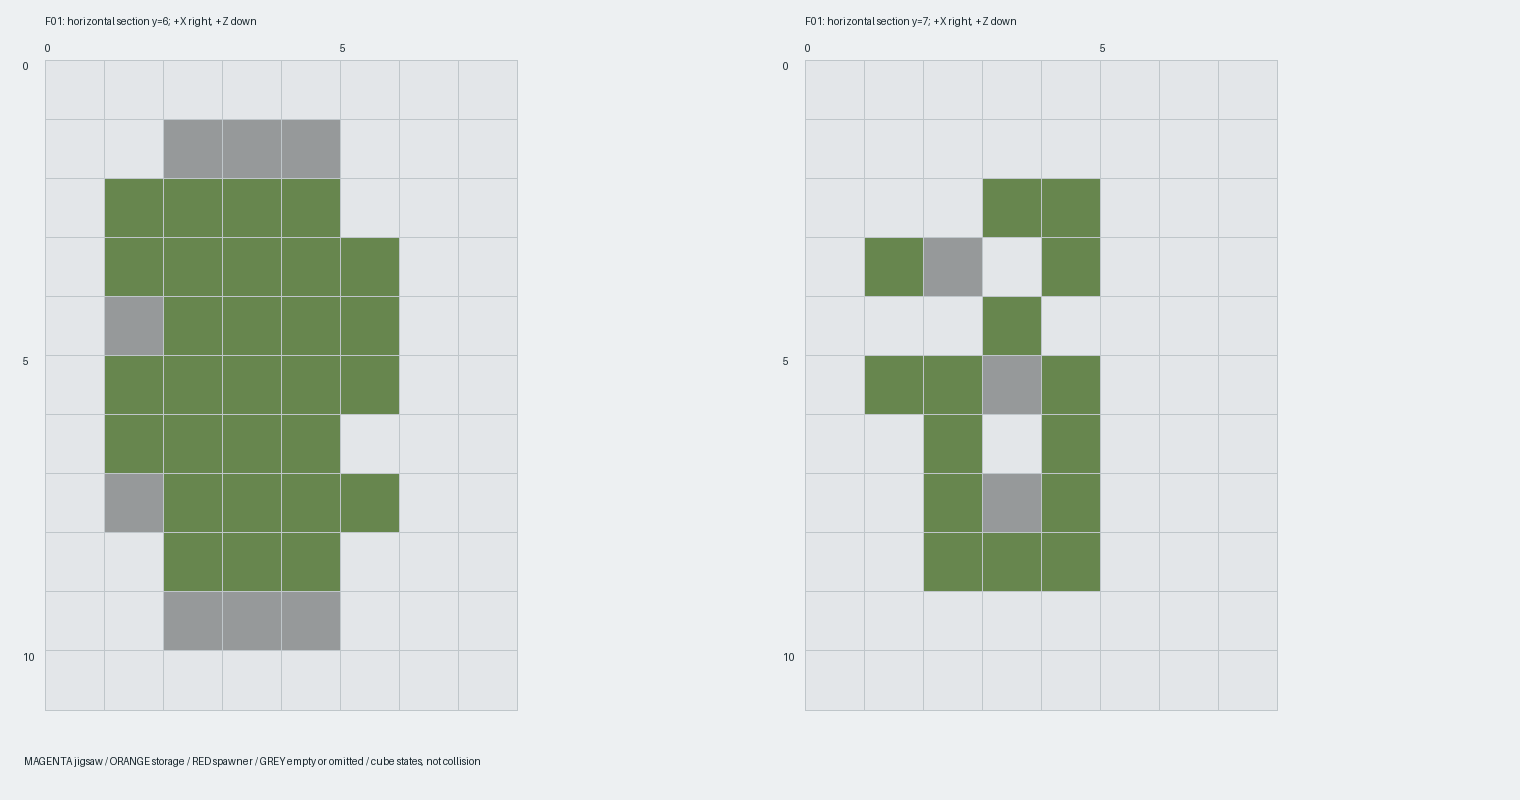 F01: horizontal section y=6; +X right, +Z down
F01: horizontal section y=7; +X right, +Z down
0 5
0 5
0
0
5
5
10
10
MAGENTA jigsaw / ORANGE storage / RED spawner / GREY empty or omitted / cube states, not collision